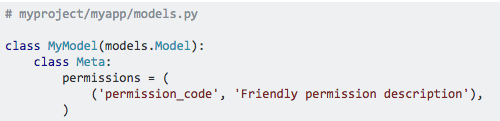 # myproject/myapp/models.py
class MyModel(models.Model):
    class Meta:
        permissions = (
            ('permission_code', 'Friendly permission description'),
        )